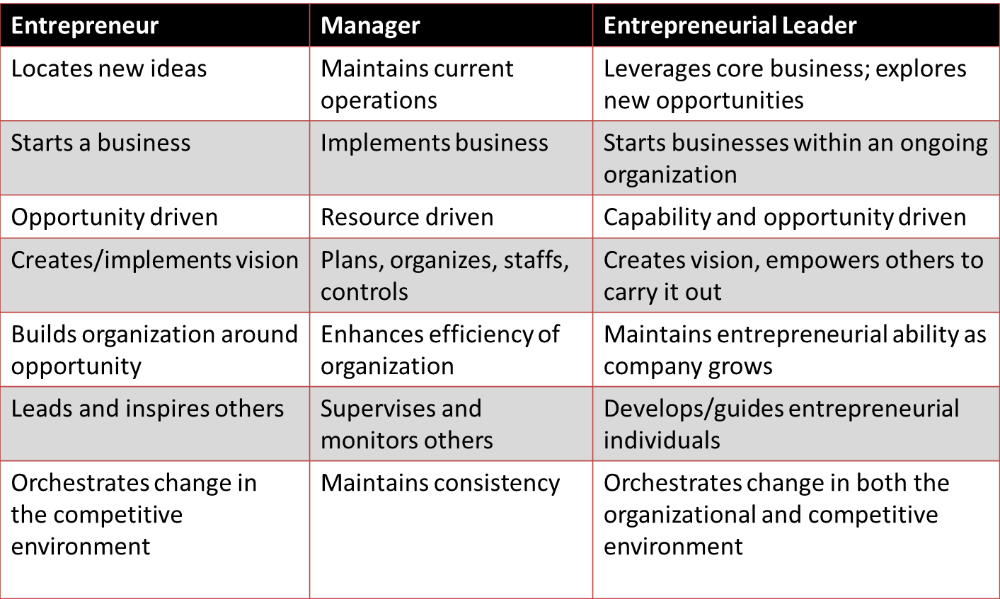 Entrepreneur
Manager
Entrepreneurial Leader
Locates new ideas
Maintains current
operations
Leverages core business; explores
new opportunities
Starts a business
Implements business
Starts businesses within an ongoing
organization
Opportunity driven
Resource driven
Capability and opportunity driven
Creates/implements vision
Plans, organizes, staffs,
controls
Creates vision, empowers others to
carry it out
Builds organization around
opportunity
Enhances efficiency of
organization
Maintains entrepreneurial ability as
company grows
Leads and inspires others
Supervises and
monitors others
Develops/guides entrepreneurial
individuals
Orchestrates change in
the competitive
environment
Maintains consistency
Orchestrates change in both the
organizational and competitive
environment